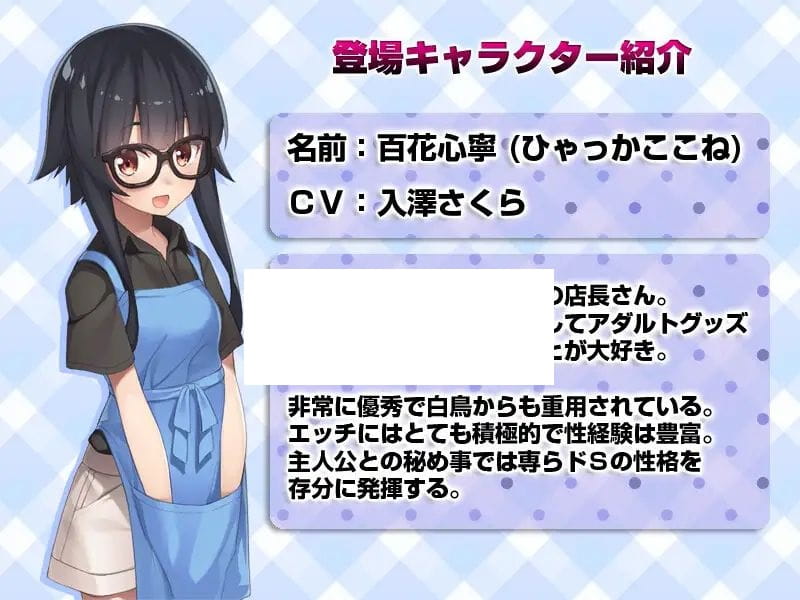 登場キャラクター紹介
名前：百花心寧 (ひゃっかここね)
ＣＶ：入澤さくら
の店長さん。
してアダルトグッズ
とが大好き。
非常に優秀で白鳥からも重用されている。
エッチにはとても積極的で性経験は豊富。
主人公との秘め事では専らドＳの性格を
存分に発揮する。